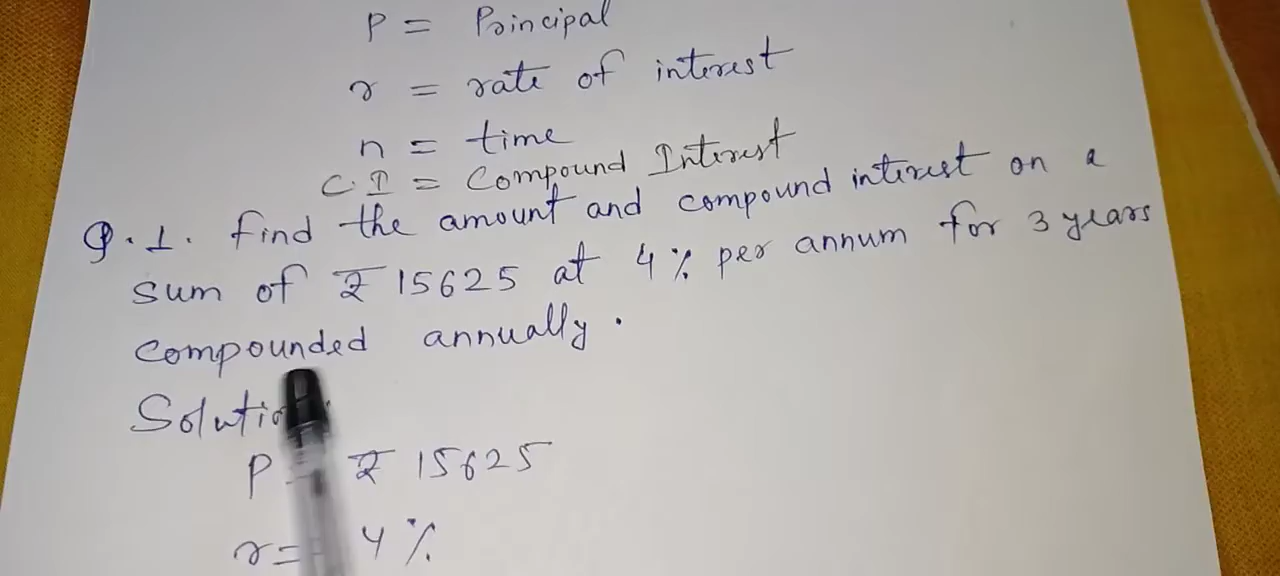 P = Principal
r = rate of interest
n = time
C.I = Compound Interest
Q.1. Find the amount and compound interest on a
sum of ₹ 15625 at 4% per annum for 3 years
compounded annually.
P = ₹ 15625
r = 4%